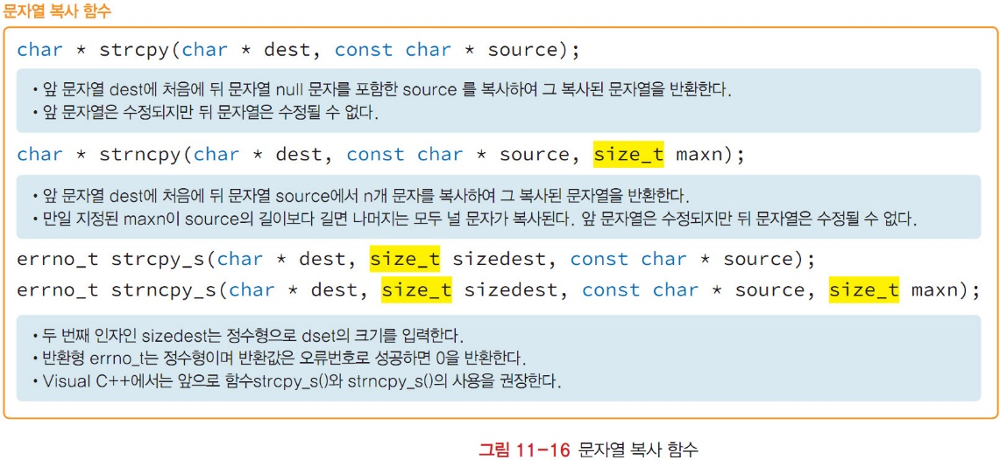 문자열 복사 함수
char * strcpy(char * dest, const char * source);
• 앞 문자열 dest에 처음에 뒤 문자열 null 문자를 포함한 source 를 복사하여 그 복사된 문자열을 반환한다.
• 앞 문자열은 수정되지만 뒤 문자열은 수정될 수 없다.
char * strncpy(char * dest, const char * source, size_t maxn);
• 앞 문자열 dest에 처음에 뒤 문자열 source에서 n개 문자를 복사하여 그 복사된 문자열을 반환한다.
• 만일 지정된 maxn이 source의 길이보다 길면 나머지는 모두 널 문자가 복사된다. 앞 문자열은 수정되지만 뒤 문자열은 수정될 수 없다.
errno_t strcpy_s(char * dest, size_t sizedest, const char * source);
errno_t strncpy_s(char * dest, size_t sizedest, const char * source, size_t maxn);
• 두 번째 인자인 sizedest는 정수형으로 dset의 크기를 입력한다.
• 반환형 errno_t는 정수형이며 반환값은 오류번호로 성공하면 0을 반환한다.
• Visual C++에서는 앞으로 함수strcpy_s()와 strncpy_s()의 사용을 권장한다.
그림 11-16 문자열 복사 함수